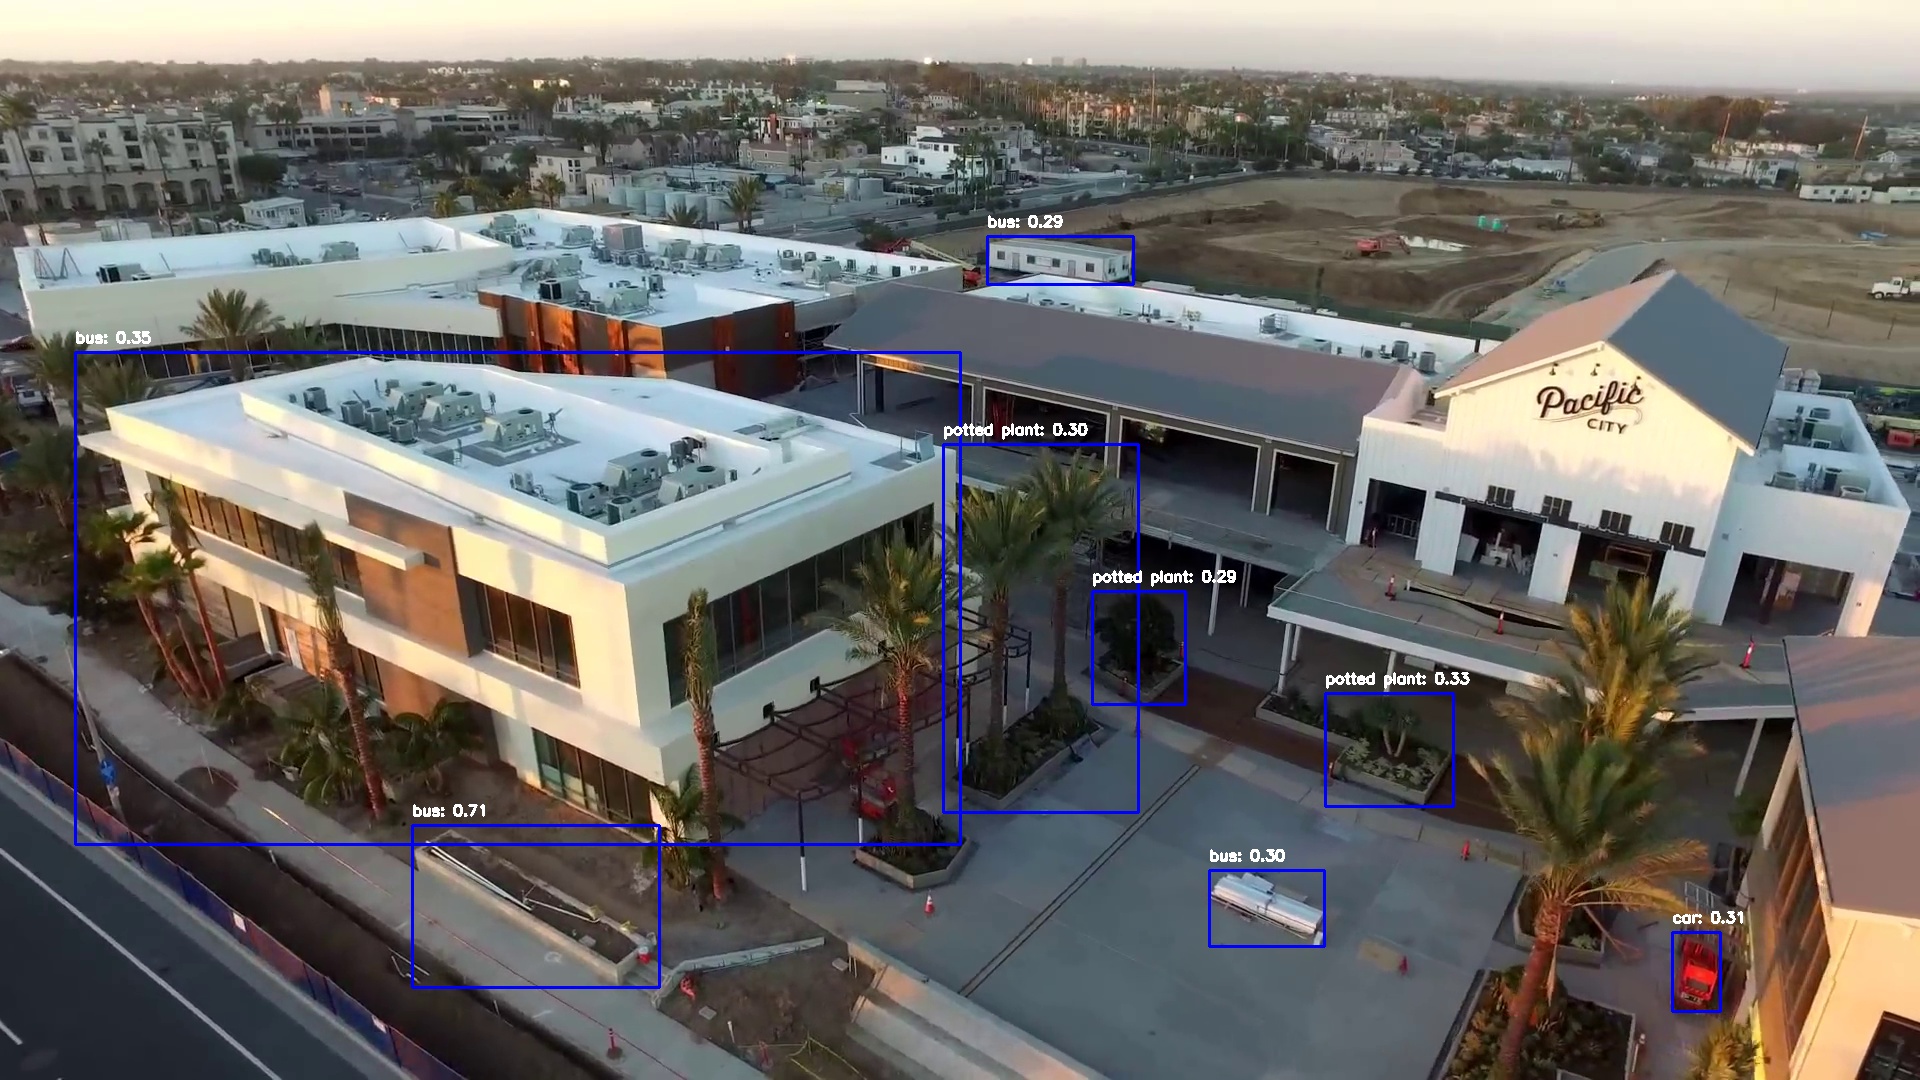 bus: 0.29
bus: 0.35
Pacific
CITY
potted plant: 0.30
potted plant: 0.29
potted plant: 0.33
bus: 0.71
bus: 0.30
car: 0.31